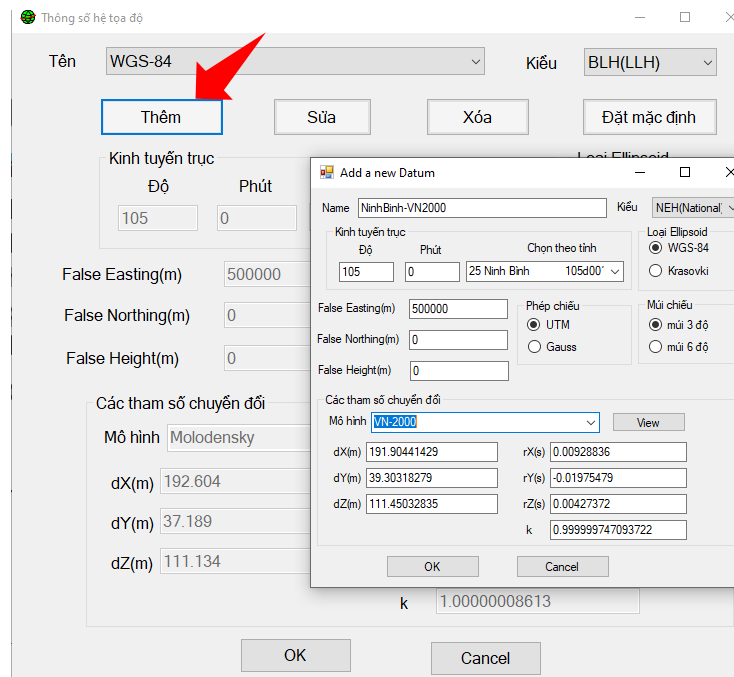 Thông số hệ tọa độ
Tên WGS-84 Kiểu BLH(LLH)
Thêm Sửa Xóa Đặt mặc định
Kinh tuyến trục
Độ Phút
105 0
False Easting(m) 500000
False Northing(m) 0
False Height(m) 0
Các tham số chuyển đổi
Mô hình Molodensky
dX(m) 192.604
dY(m) 37.189
dZ(m) 111.134
k 1.00000008613
OK Cancel
Add a new Datum
Name NinhBinh-VN2000 Kiểu NEH(National)
Kinh tuyến trục Loại Ellipsoid
Độ Phút Chọn theo tỉnh WGS-84
105 0 25 Ninh Bình 105d00' Krasovki
False Easting(m) 500000 Phép chiếu Múi chiếu
UTM múi 3 độ
False Northing(m) 0 Gauss múi 6 độ
False Height(m) 0
Các tham số chuyển đổi
Mô hình VN-2000 View
dX(m) 191.90441429 rX(s) 0.00928836
dY(m) 39.30318279 rY(s) -0.01975479
dZ(m) 111.45032835 rZ(s) 0.00427372
k 0.999999747093722
OK Cancel